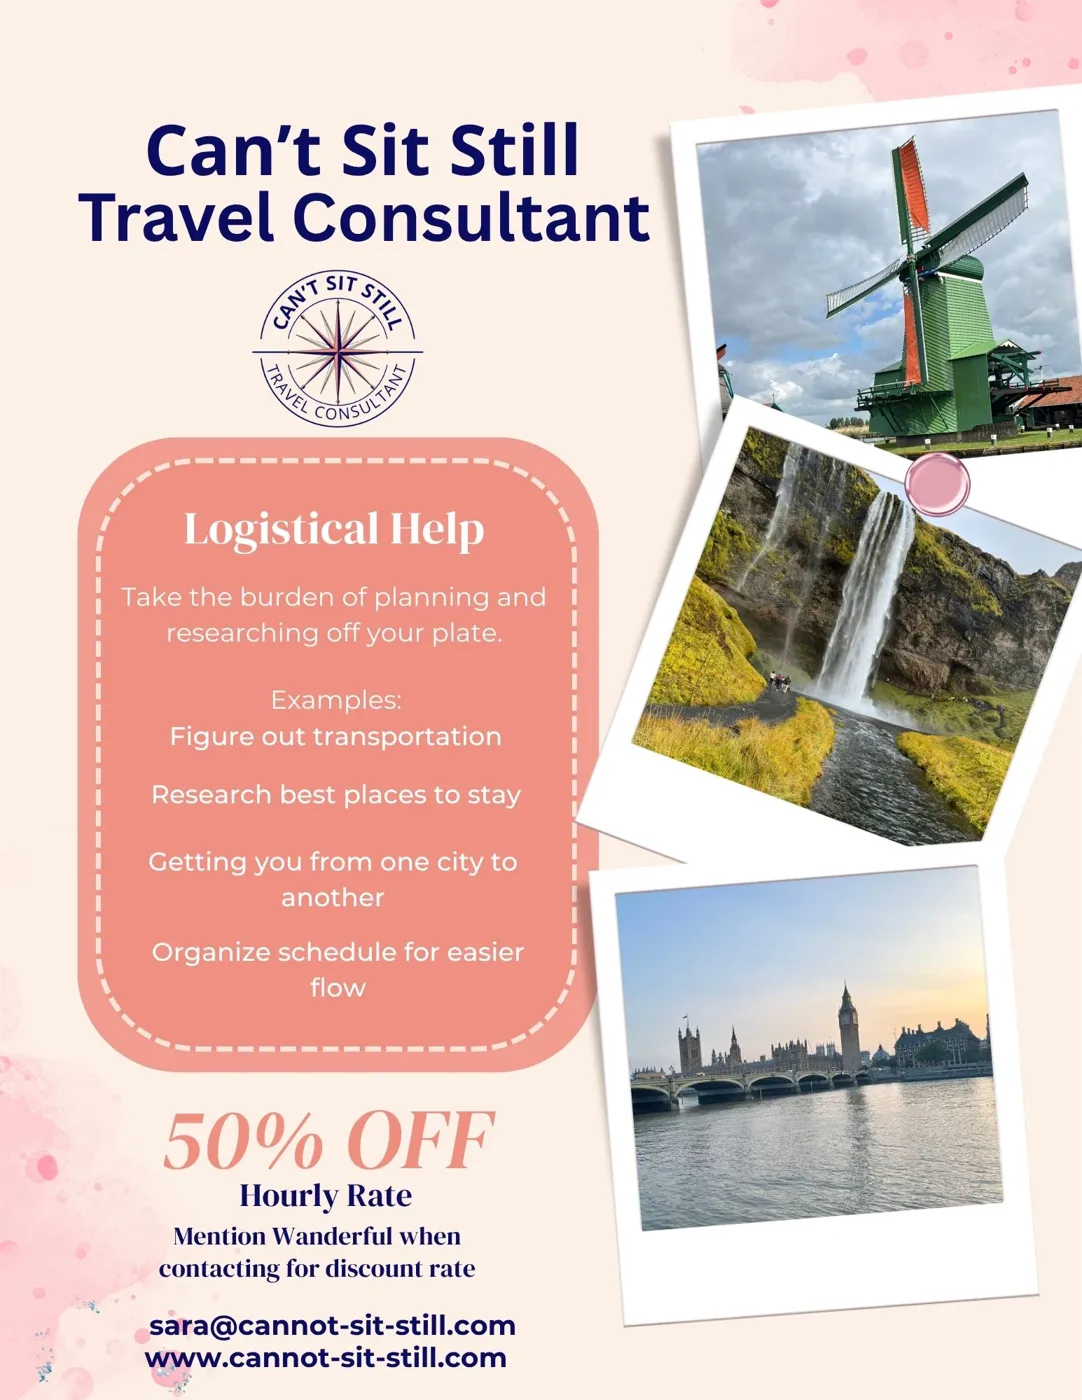 Can’t Sit Still
Travel Consultant
CAN'T SIT STILL
TRAVEL CONSULTANT
Logistical Help
Take the burden of planning and
researching off your plate.
Examples:
Figure out transportation
Research best places to stay
Getting you from one city to
another
Organize schedule for easier
flow
50% OFF
Hourly Rate
Mention Wanderful when
contacting for discount rate
sara@cannot-sit-still.com
www.cannot-sit-still.com